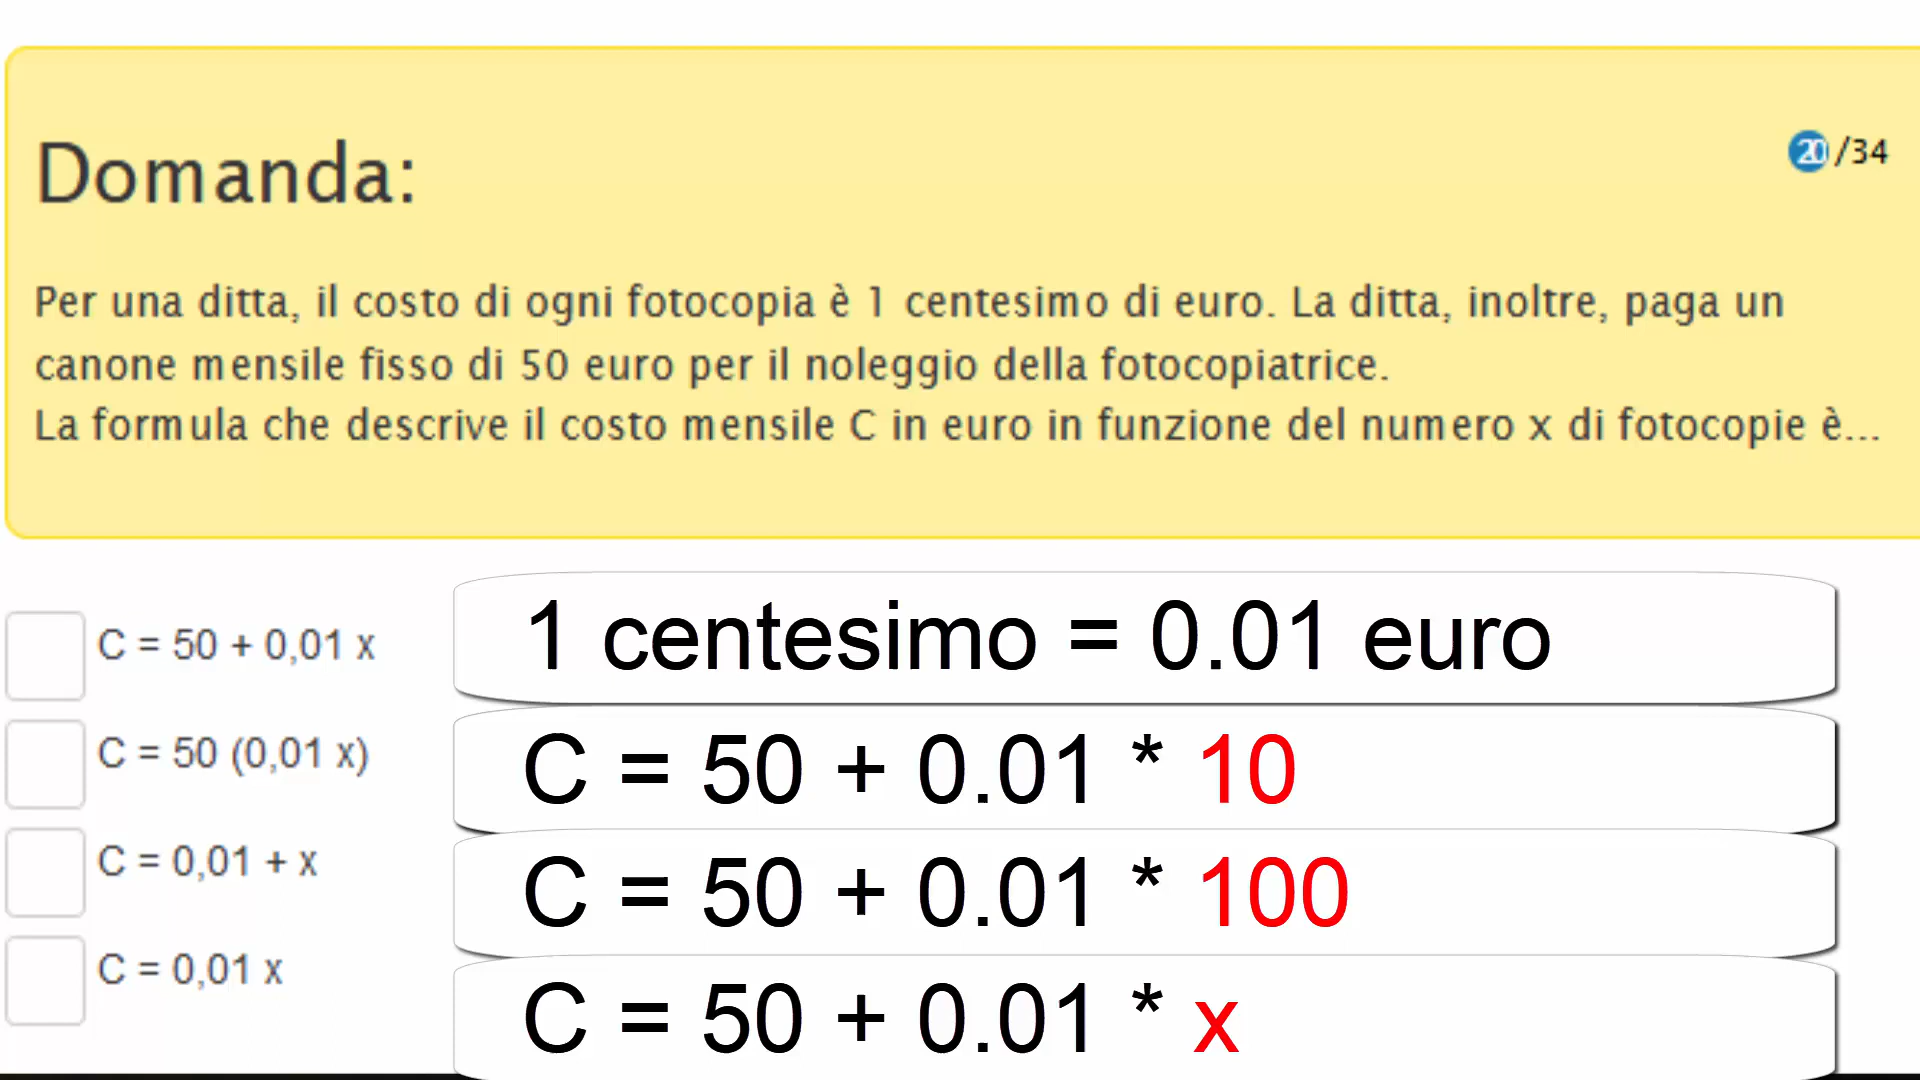 Domanda:
20/34
Per una ditta, il costo di ogni fotocopia è 1 centesimo di euro. La ditta, inoltre, paga un
canone mensile fisso di 50 euro per il noleggio della fotocopiatrice.
La formula che descrive il costo mensile C in euro in funzione del numero x di fotocopie è...
C = 50 + 0,01 x
C = 50 (0,01 x)
C = 0,01 + x
C = 0,01 x
1 centesimo = 0.01 euro
C = 50 + 0.01 * 10
C = 50 + 0.01 * 100
C = 50 + 0.01 * x